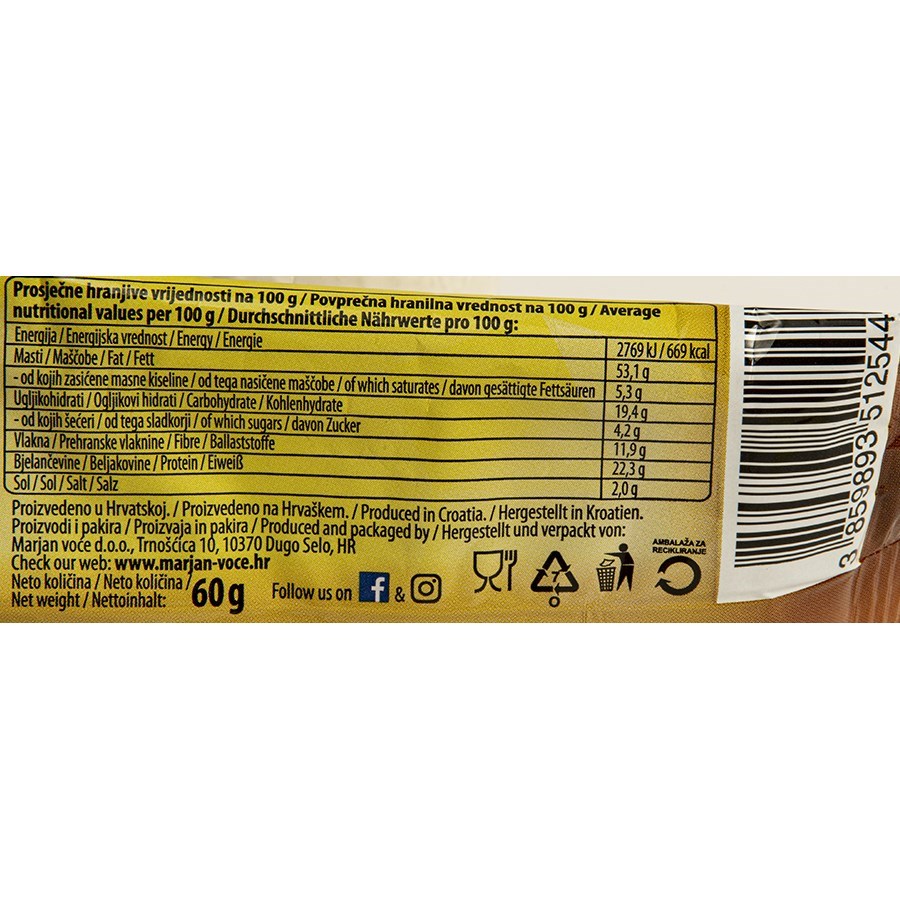 Prosječne hranjive vrijednosti na 100 g / Povprečna hranilna vrednost na 100 g / Average
nutritional values per 100 g / Durchschnittliche Nährwerte pro 100 g:
Energija / Energijska vrednost / Energy / Energie 2769 kJ / 669 kcal
Masti / Maščobe / Fat / Fett 53,1 g
- od kojih zasićene masne kiseline / od tega nasičene maščobe / of which saturates / davon gesättigte Fettsäuren 5,3 g
Ugljikohidrati / Ogljikovi hidrati / Carbohydrate / Kohlenhydrate 19,4 g
- od kojih šećeri / od tega sladkorji / of which sugars / davon Zucker 4,2 g
Vlakna / Prehranske vlaknine / Fibre / Ballaststoffe 11,9 g
Bjelančevine / Beljakovine / Protein / Eiweiß 22,3 g
Sol / Sol / Salt / Salz 2,0 g
Proizvedeno u Hrvatskoj. / Proizvedeno na Hrvaškem. / Produced in Croatia. / Hergestellt in Kroatien.
Proizvodi i pakira / Proizvaja in pakira / Produced and packaged by / Hergestellt und verpackt von:
Marjan voće d.o.o., Trnošćica 10, 10370 Dugo Selo, HR
Check our web: www.marjan-voce.hr
Neto količina / Neto količina /
Net weight / Nettoinhalt: 60 g
Follow us on f &
7
O
AMBALAŽA ZA
RECIKLIRANJE
3 859893 512544